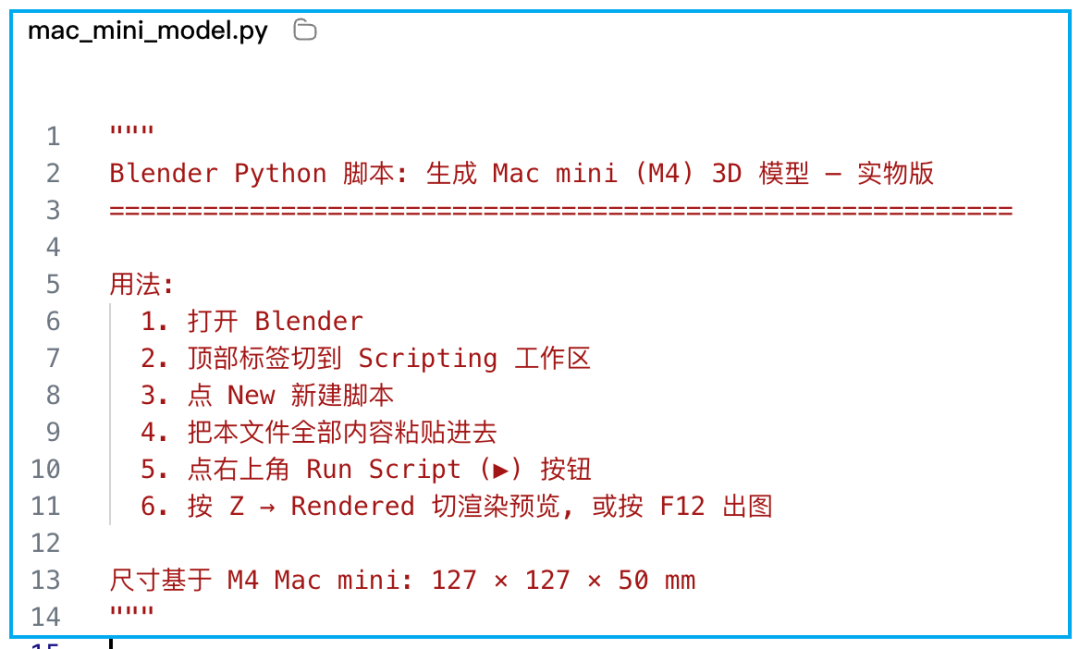 mac_mini_model.py
1 """
2 Blender Python 脚本: 生成 Mac mini (M4) 3D 模型 — 实物版
3 ==========================================================
4
5 用法:
6 1. 打开 Blender
7 2. 顶部标签切到 Scripting 工作区
8 3. 点 New 新建脚本
9 4. 把本文件全部内容粘贴进去
10 5. 点右上角 Run Script (▶) 按钮
11 6. 按 Z → Rendered 切渲染预览, 或按 F12 出图
12
13 尺寸基于 M4 Mac mini: 127 × 127 × 50 mm
14 """
15